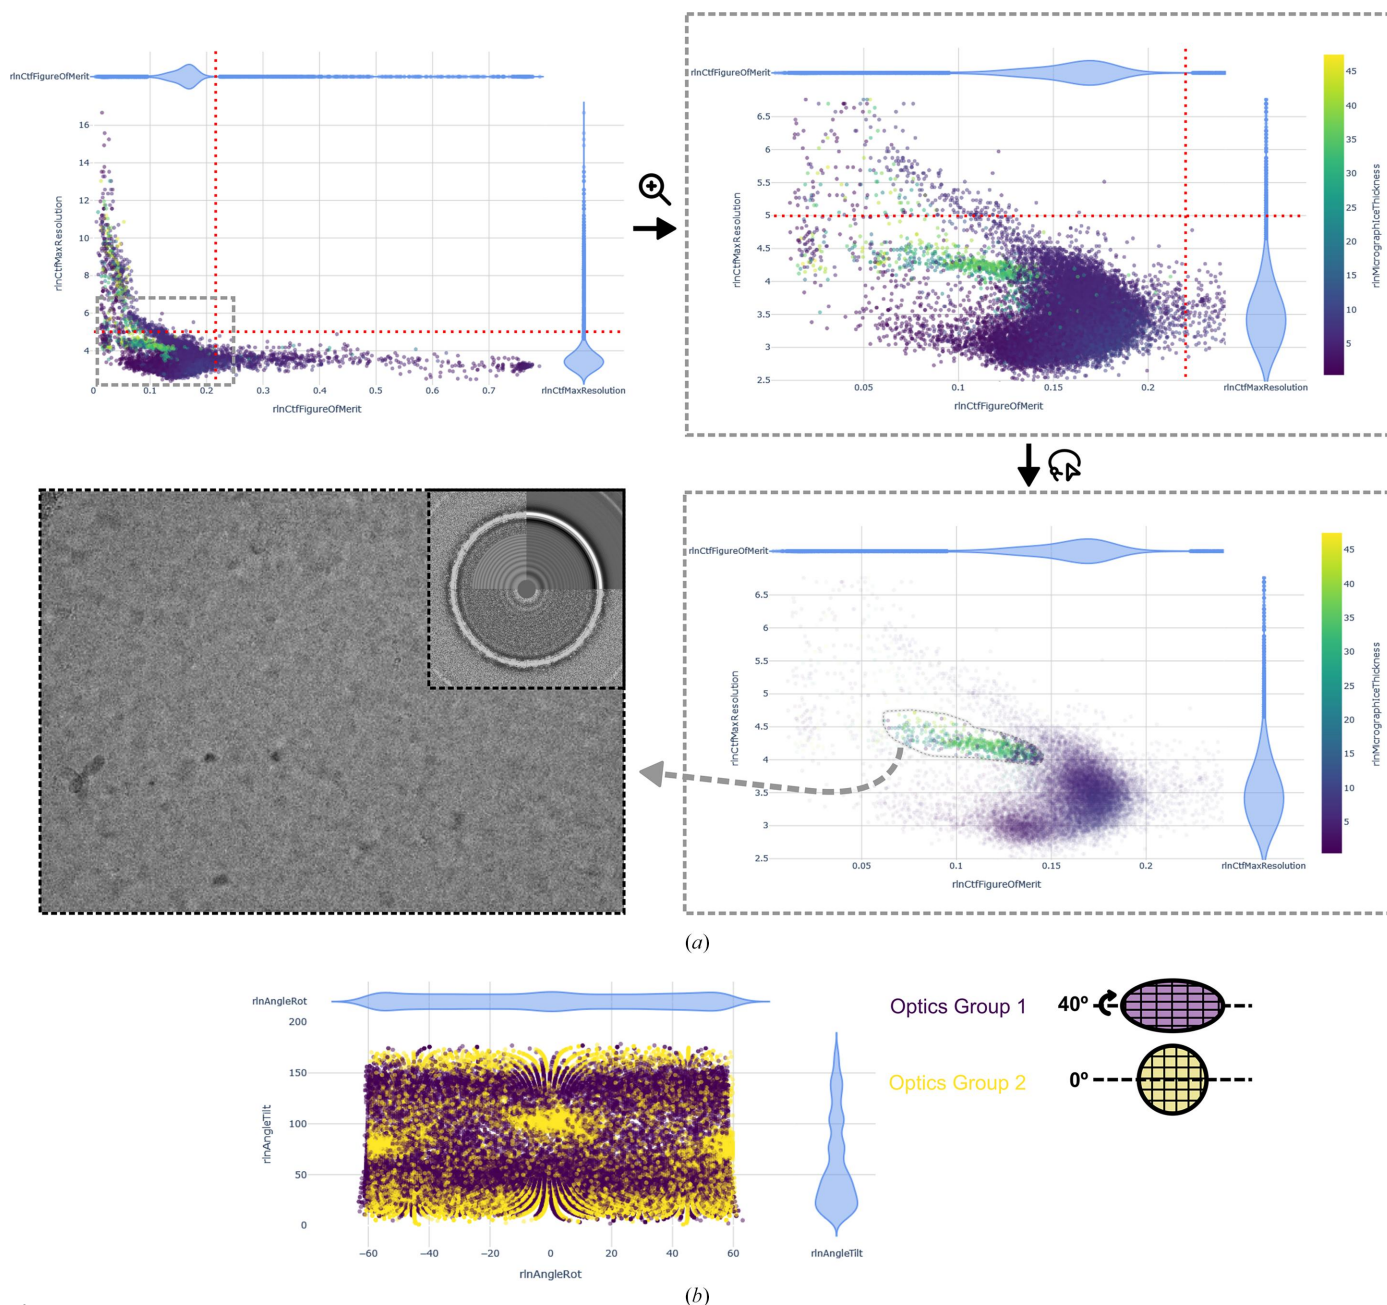 rlnCtfFigureOfMerit
16
14
12
10
8
6
4
rlnCtfMaxResolution
0
0.1
0.2
0.3
0.4
0.5
0.6
0.7
rlnCtfMaxResolution
rlnCtfFigureOfMerit
rlnCtfFigureOfMerit
6.5
6
5.5
5
4.5
4
3.5
3
2.5
rlnCtfMaxResolution
0.05
0.1
0.15
0.2
rlnCtfMaxResolution
rlnCtfFigureOfMerit
45
40
35
30
25
20
15
10
5
rlnMicrographIceThickness
rlnCtfFigureOfMerit
6.5
6
5.5
5
4.5
4
3.5
3
2.5
rlnCtfMaxResolution
0.05
0.1
0.15
0.2
rlnCtfMaxResolution
rlnCtfFigureOfMerit
45
40
35
30
25
20
15
10
5
rlnMicrographIceThickness
(a)
rlnAngleRot
200
150
100
50
0
rlnAngleTilt
−60
−40
−20
0
20
40
60
rlnAngleTilt
rlnAngleRot
Optics Group 1
40º
Optics Group 2
0º
(b)